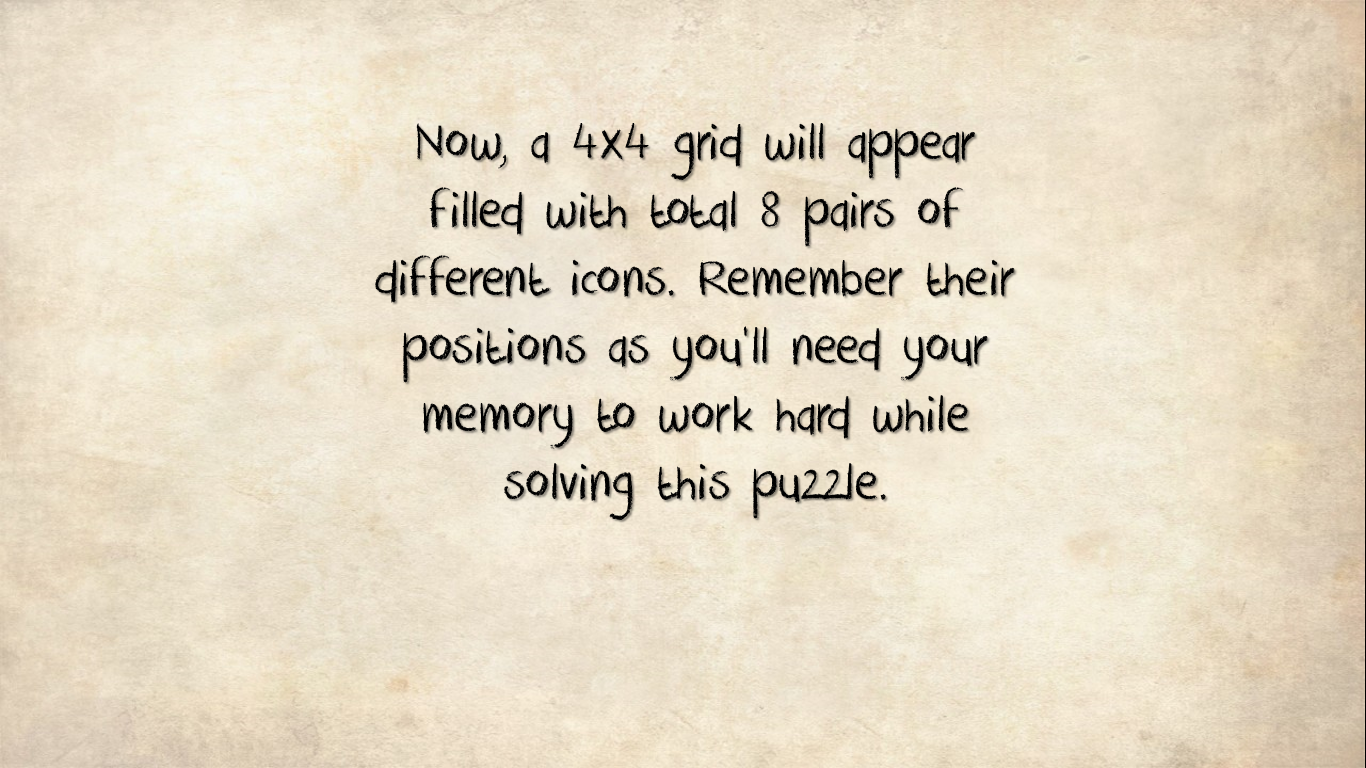 Now, a 4x4 grid will appear
filled with total 8 pairs of
different icons. Remember their
positions as you'll need your
memory to work hard while
solving this puzzle.